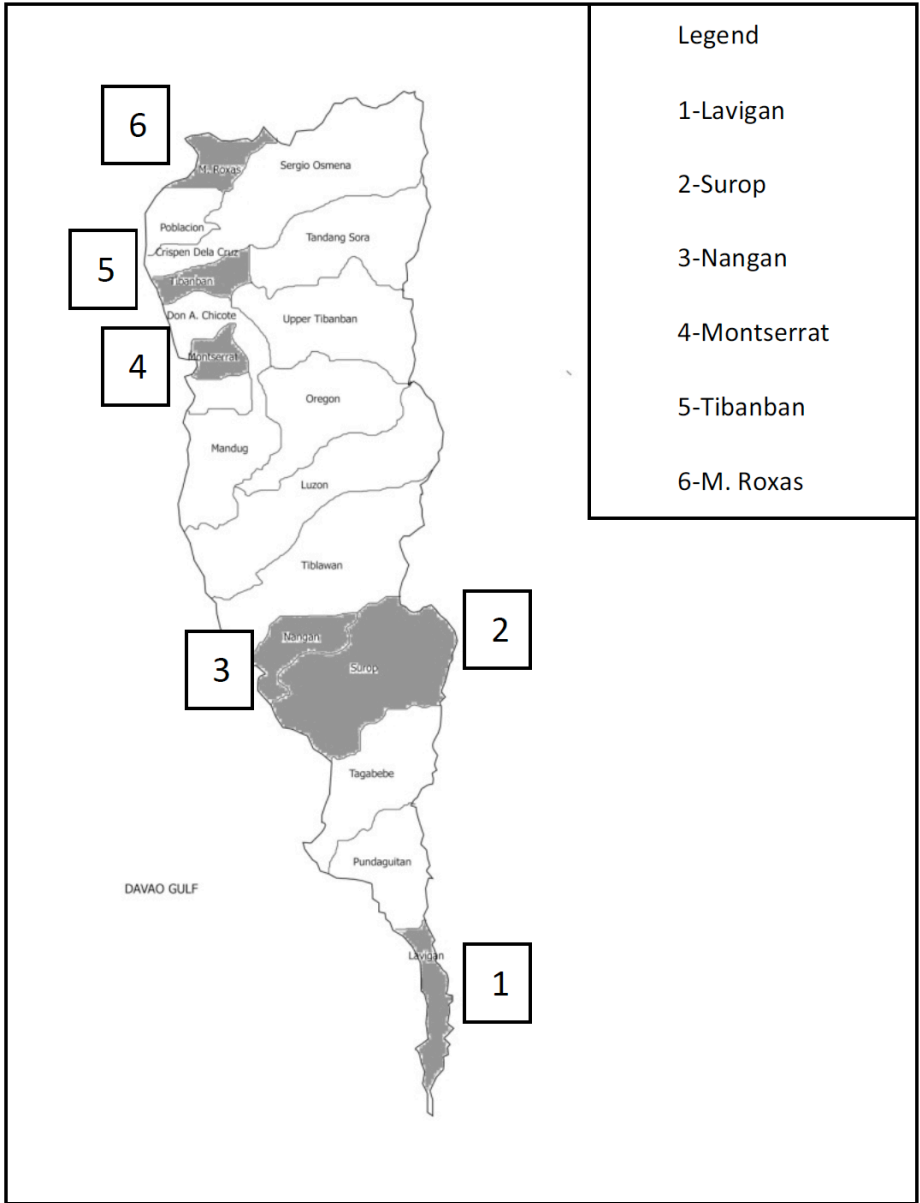 Legend
1-Lavigan
2-Surop
3-Nangan
4-Montserrat
5-Tibanban
6-M. Roxas
6
M. Roxas
Sergio Osmena
Poblacion
Tandang Sora
Crispen Dela Cruz
5
Tibanban
Don A. Chicote
Upper Tibanban
4
Montserrat
Oregon
Mandug
Luzon
Tiblawan
2
Nangan
3
Surop
Tagabebe
Pundaguitan
DAVAO GULF
Lavigan
1